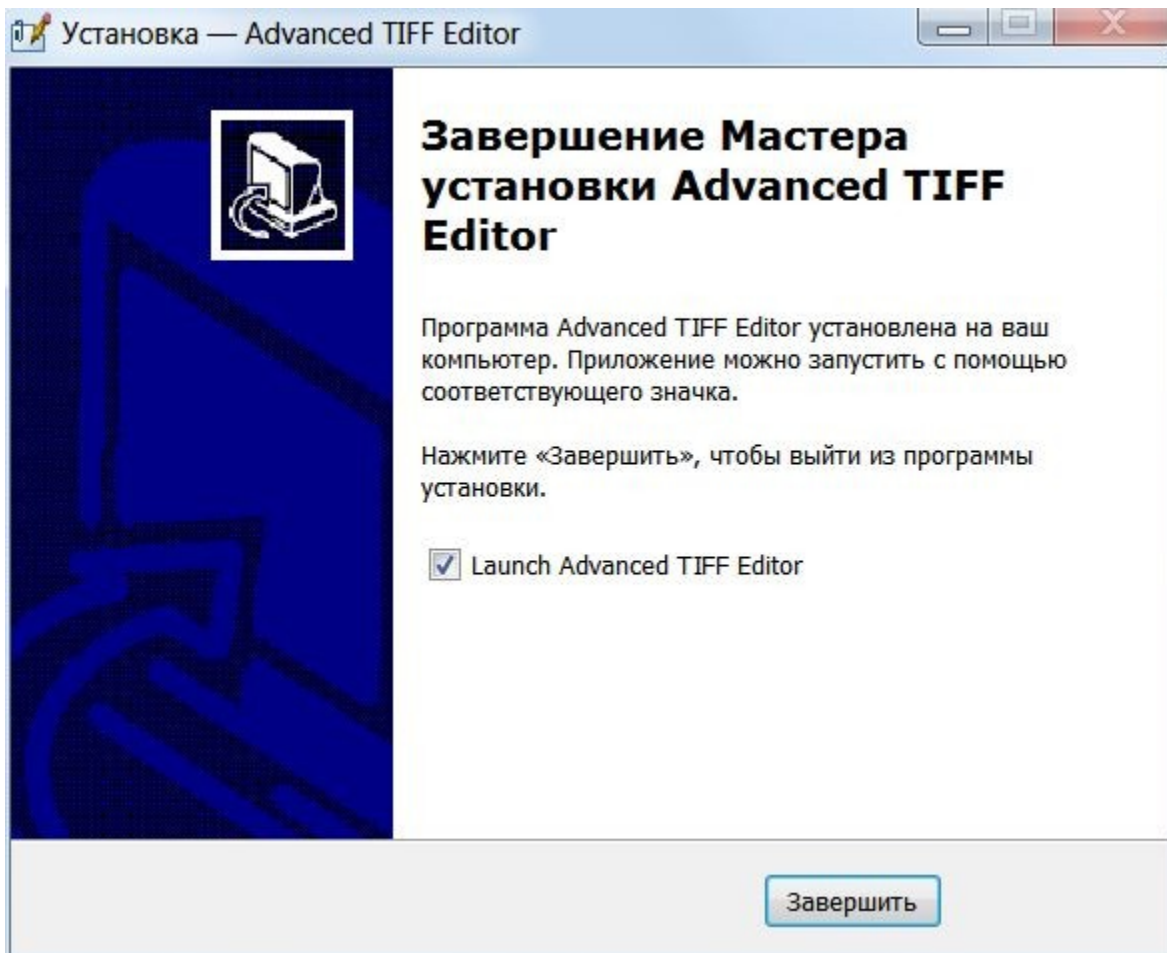 Установка — Advanced TIFF Editor
Завершение Мастера
установки Advanced TIFF
Editor
Программа Advanced TIFF Editor установлена на ваш
компьютер. Приложение можно запустить с помощью
соответствующего значка.
Нажмите «Завершить», чтобы выйти из программы
установки.
Launch Advanced TIFF Editor
Завершить